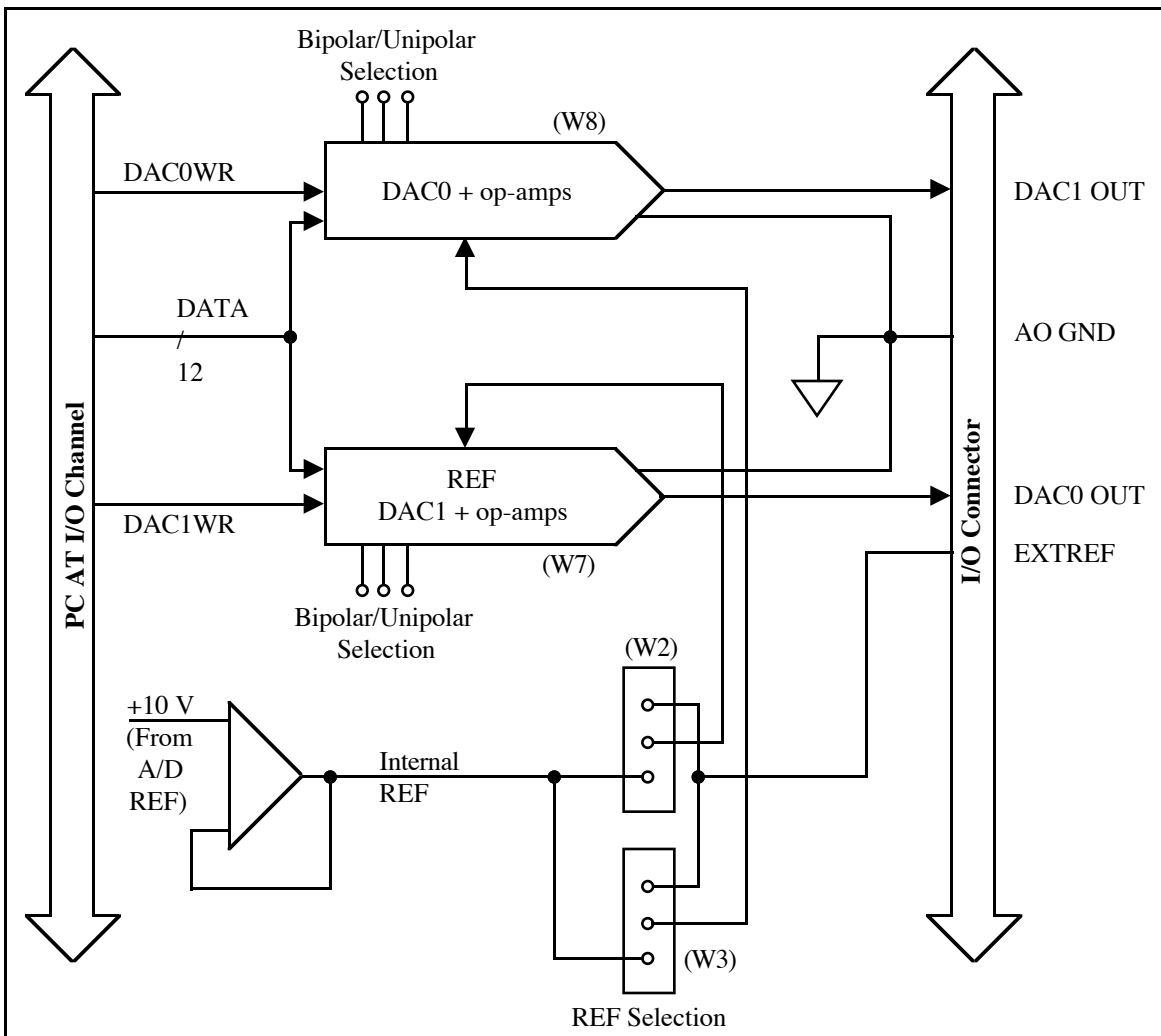 Bipolar/Unipolar
Selection
(W8)
DAC0WR
DAC0 + op-amps
DAC1 OUT
DATA
12
AO GND
PC AT I/O Channel
I/O Connector
REF
DAC1 + op-amps
DAC0 OUT
DAC1WR
(W7)
EXTREF
Bipolar/Unipolar
Selection
(W2)
+10 V
(From
A/D
REF)
Internal
REF
(W3)
REF Selection